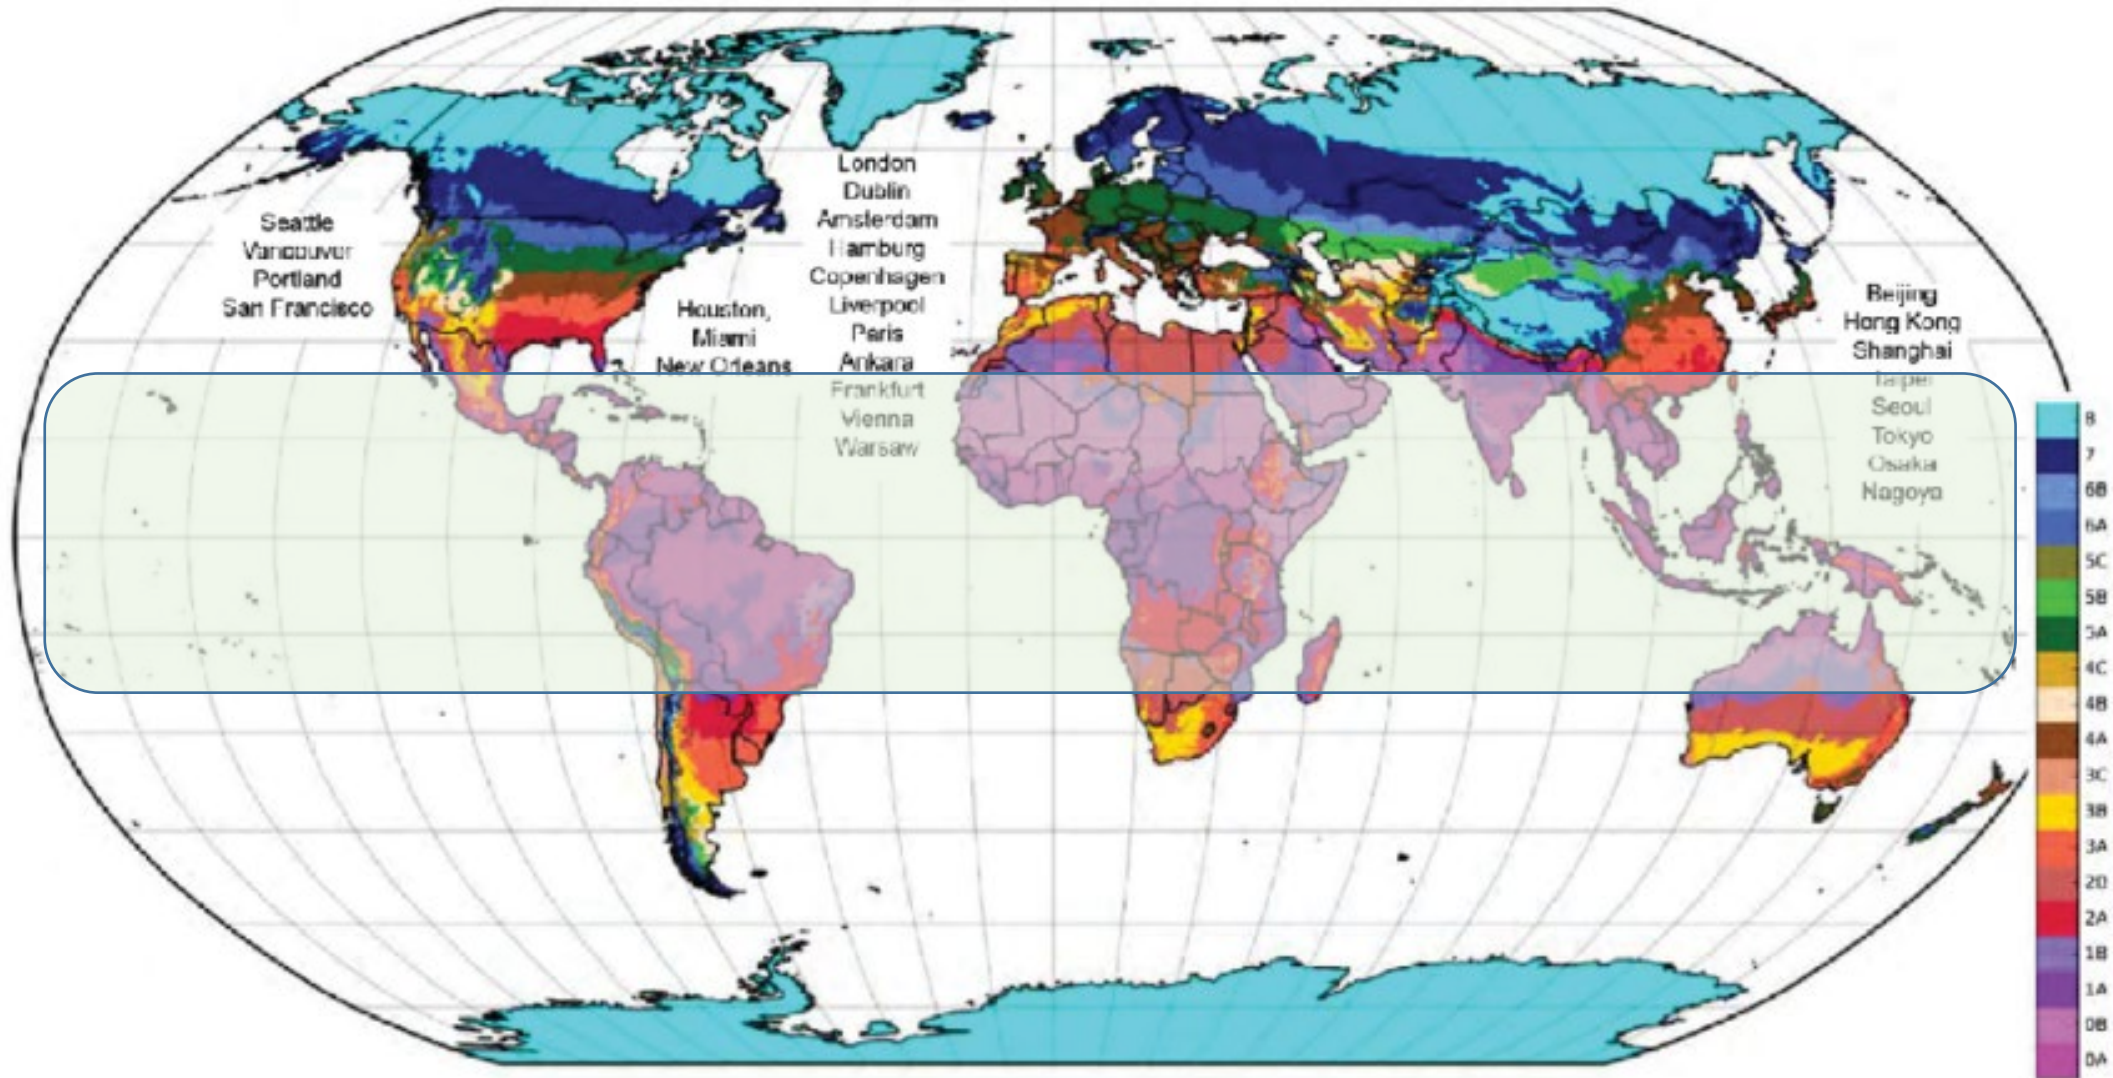 Seattle
Vancouver
Portland
San Francisco
Houston,
Miami
New Orleans
London
Dublin
Amsterdam
Hamburg
Copenhagen
Liverpool
Paris
Ankara
Frankfurt
Vienna
Warsaw
Beijing
Hong Kong
Shanghai
Taipei
Seoul
Tokyo
Osaka
Nagoya
8
7
6B
6A
5C
5B
5A
4C
4B
4A
3C
3B
3A
2B
2A
1B
1A
0B
0A